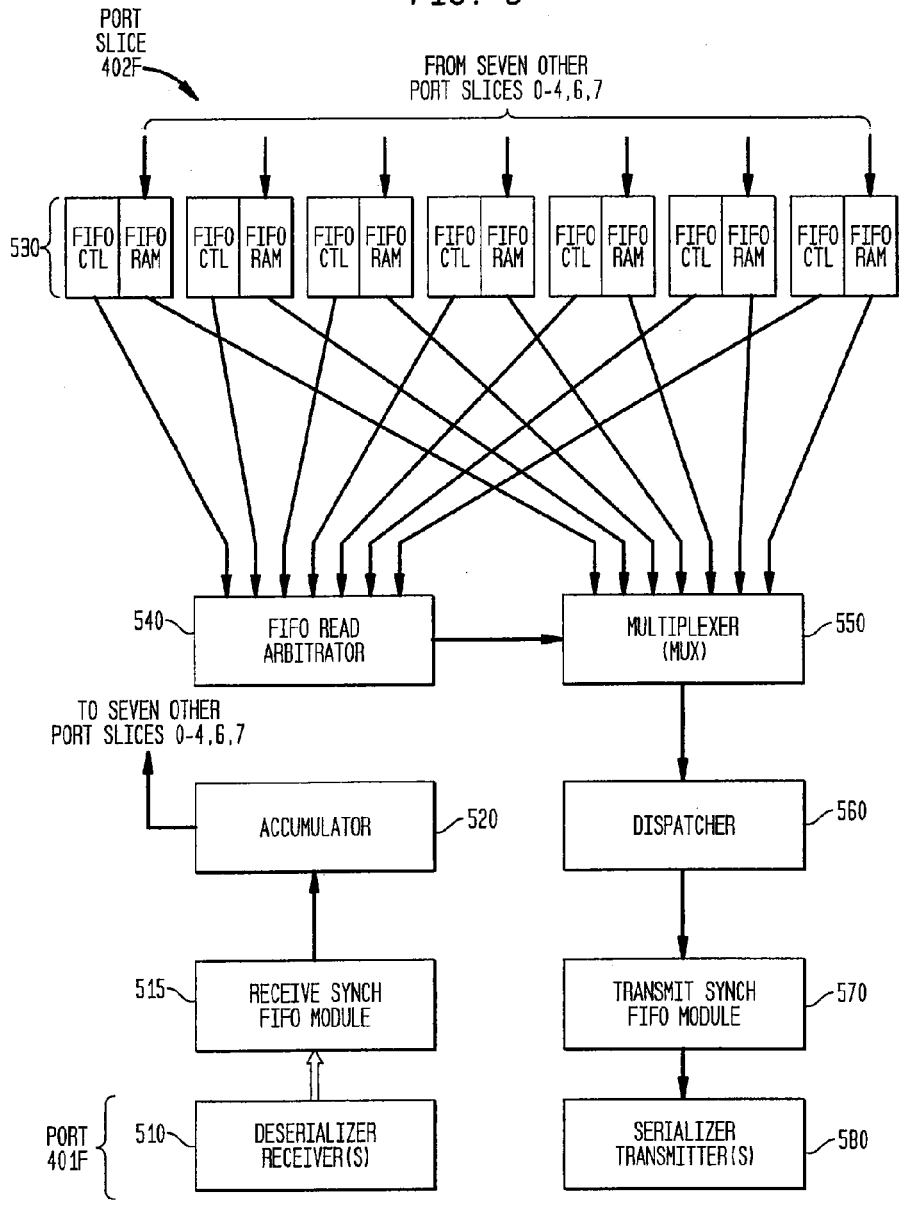 PORT
SLICE
402F
FROM SEVEN OTHER
PORT SLICES 0-4,6,7
530
FIFO CTL
FIFO RAM
FIFO CTL
FIFO RAM
FIFO CTL
FIFO RAM
FIFO CTL
FIFO RAM
FIFO CTL
FIFO RAM
FIFO CTL
FIFO RAM
FIFO CTL
FIFO RAM
540
FIFO READ
ARBITRATOR
MULTIPLEXER
(MUX)
550
TO SEVEN OTHER
PORT SLICES 0-4,6,7
ACCUMULATOR
520
DISPATCHER
560
515
RECEIVE SYNCH
FIFO MODULE
TRANSMIT SYNCH
FIFO MODULE
570
PORT
401F
510
DESERIALIZER
RECEIVER(S)
SERIALIZER
TRANSMITTER(S)
580